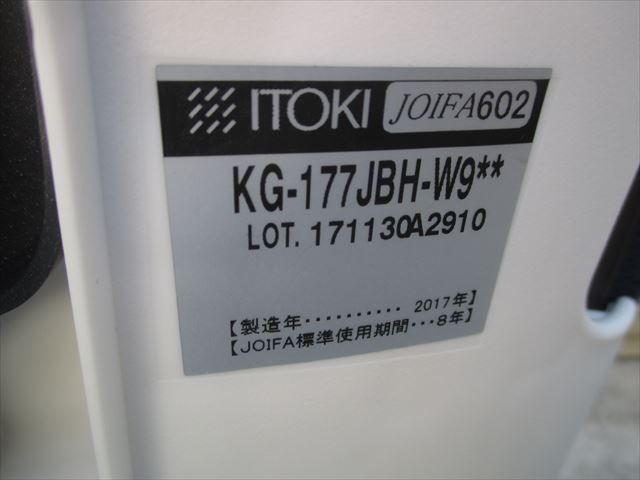 ITOKI JOIFA602
KG-177JBH-W9**
LOT. 171130A2910
【製造年・・・・・・・・・・ 2017年】
【JOIFA標準使用期間・・・8年】